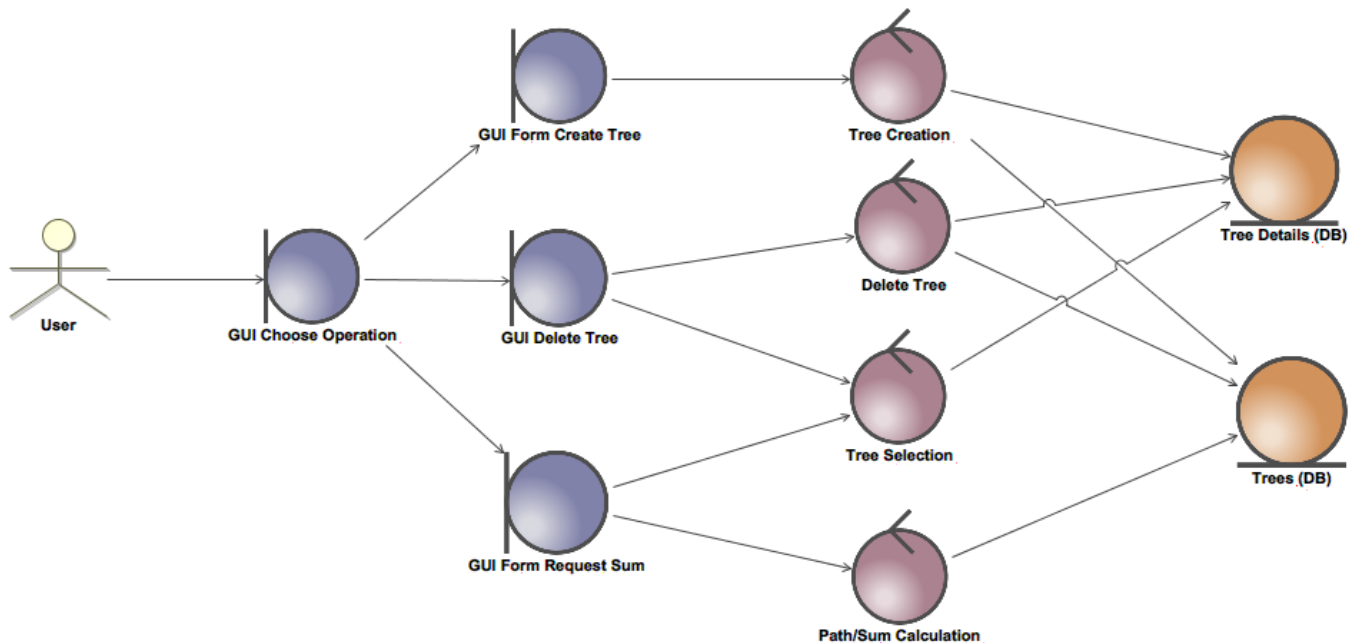 GUI Form Create Tree
Tree Creation
Tree Details (DB)
Delete Tree
User
GUI Choose Operation
GUI Delete Tree
Tree Selection
Trees (DB)
GUI Form Request Sum
Path/Sum Calculation